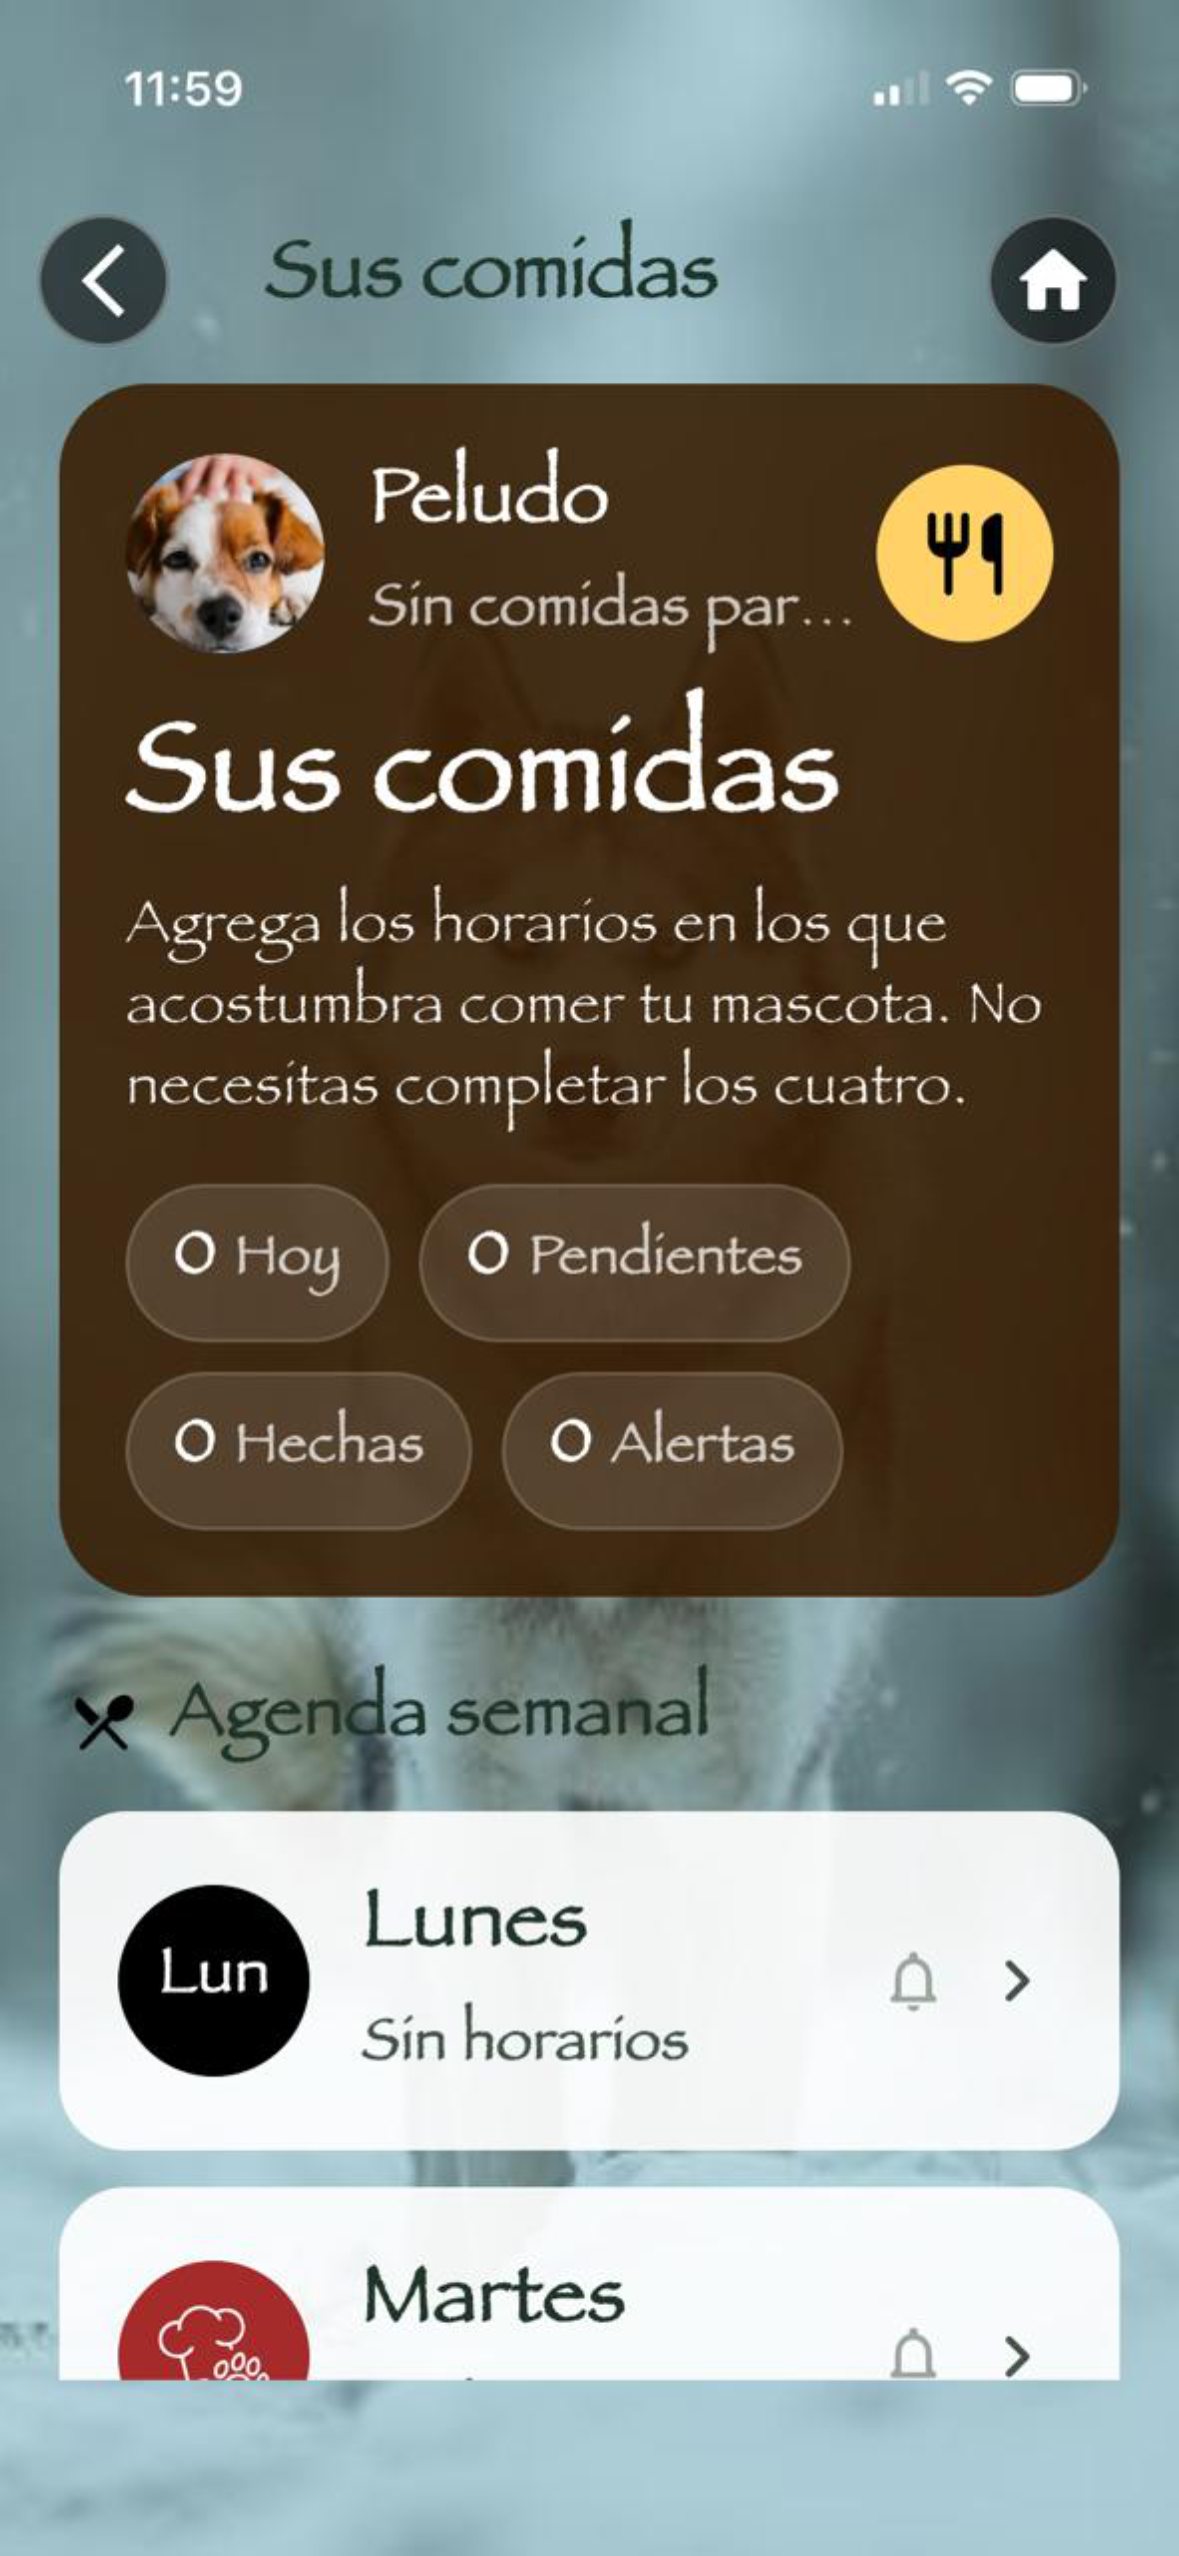 11:59
Sus comidas
Peludo
Sin comidas par...
Sus comidas
Agrega los horarios en los que
acostumbra comer tu mascota. No
necesitas completar los cuatro.
0 Hoy
0 Pendientes
0 Hechas
0 Alertas
Agenda semanal
Lun
Lunes
Sin horarios
Martes